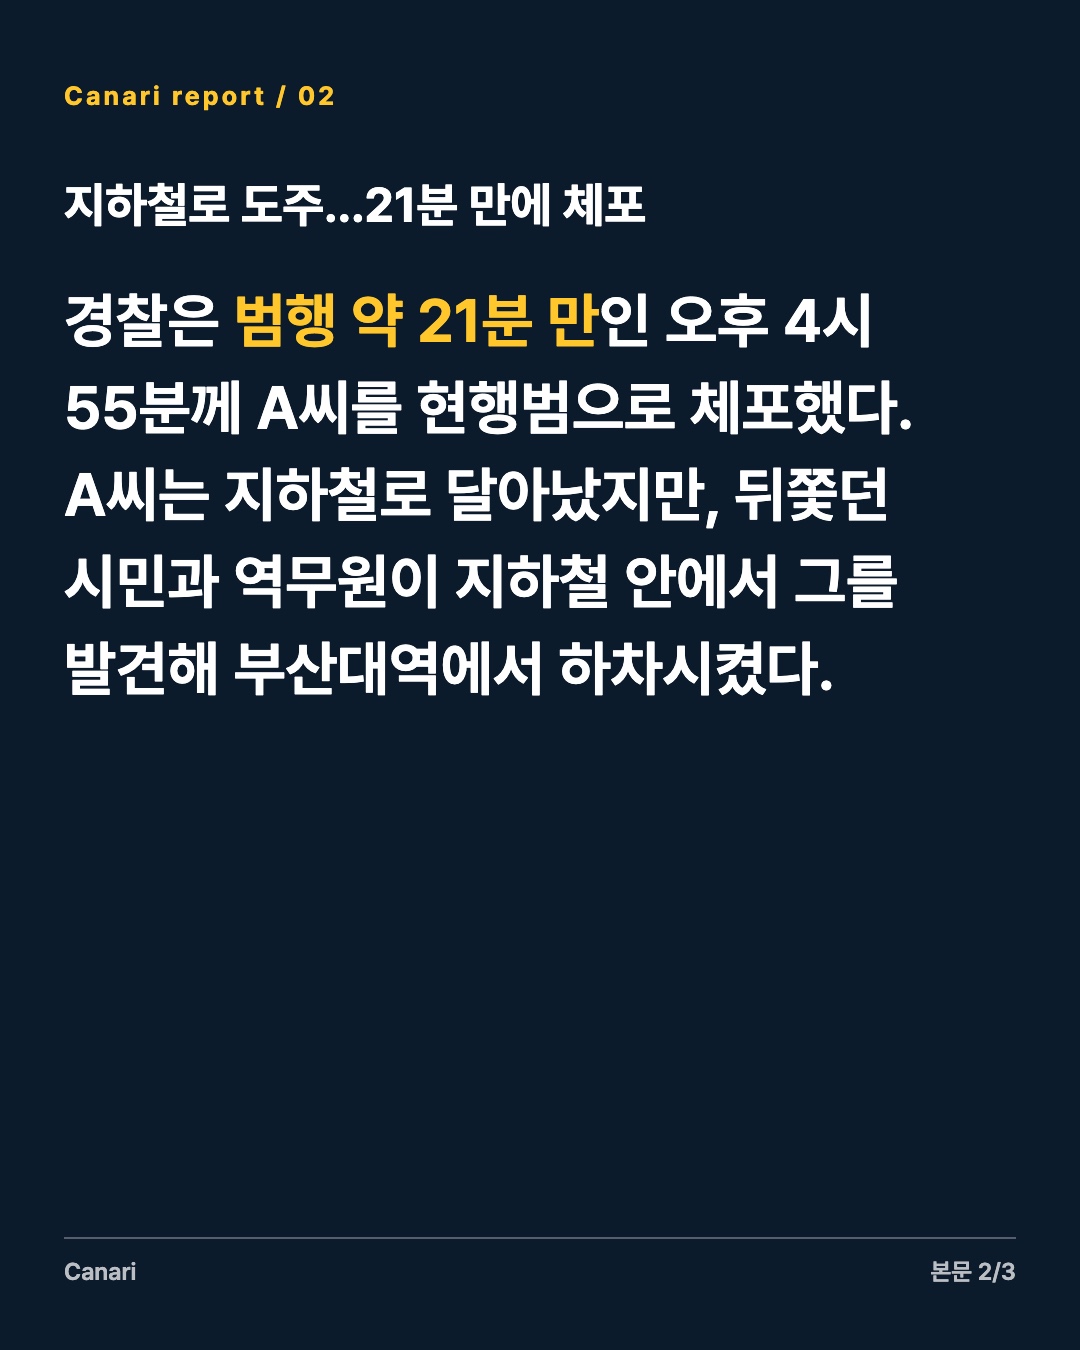 Canari report / 02
지하철로 도주...21분 만에 체포
경찰은 범행 약 21분 만인 오후 4시
55분께 A씨를 현행범으로 체포했다.
A씨는 지하철로 달아났지만, 뒤쫓던
시민과 역무원이 지하철 안에서 그를
발견해 부산대역에서 하차시켰다.
Canari
본문 2/3